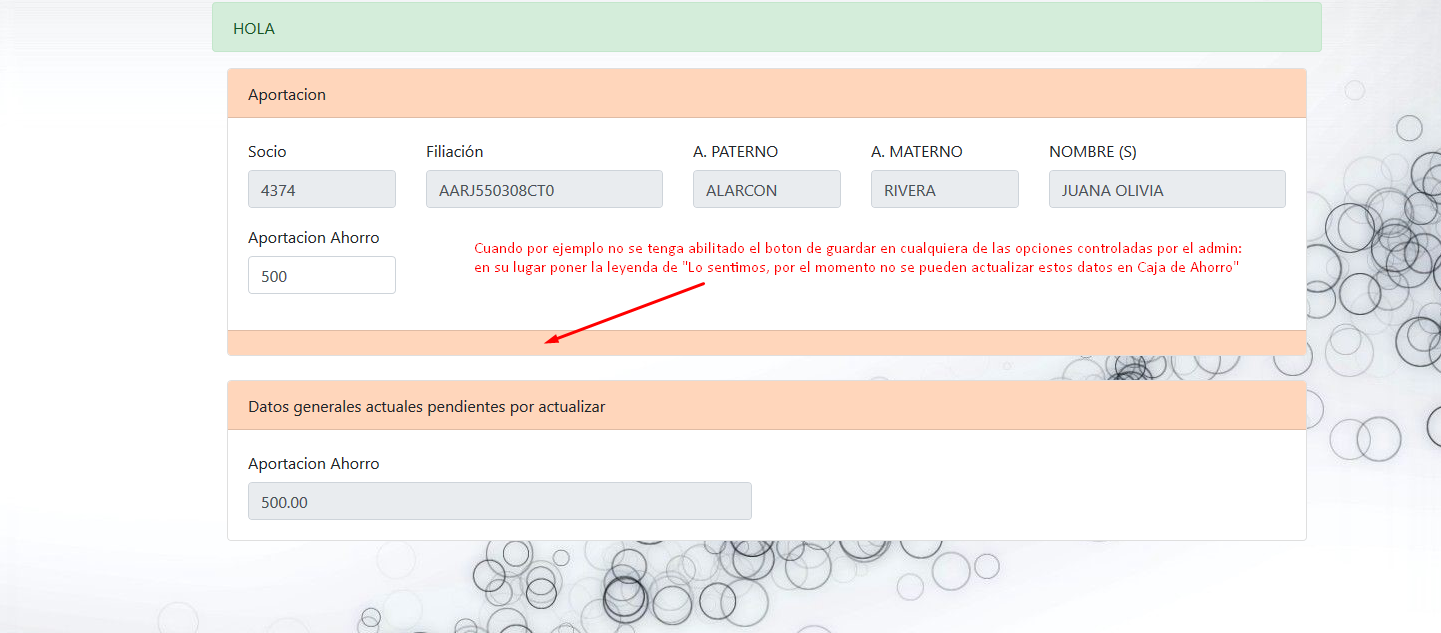 HOLA
Aportacion
Socio Filiación A. PATERNO A. MATERNO NOMBRE (S)
4374 AARJ550308CT0 ALARCON RIVERA JUANA OLIVIA
Aportacion Ahorro
500
Cuando por ejemplo no se tenga abilitado el boton de guardar en cualquiera de las opciones controladas por el admin:
en su lugar poner la leyenda de "Lo sentimos, por el momento no se pueden actualizar estos datos en Caja de Ahorro"
Datos generales actuales pendientes por actualizar
Aportacion Ahorro
500.00